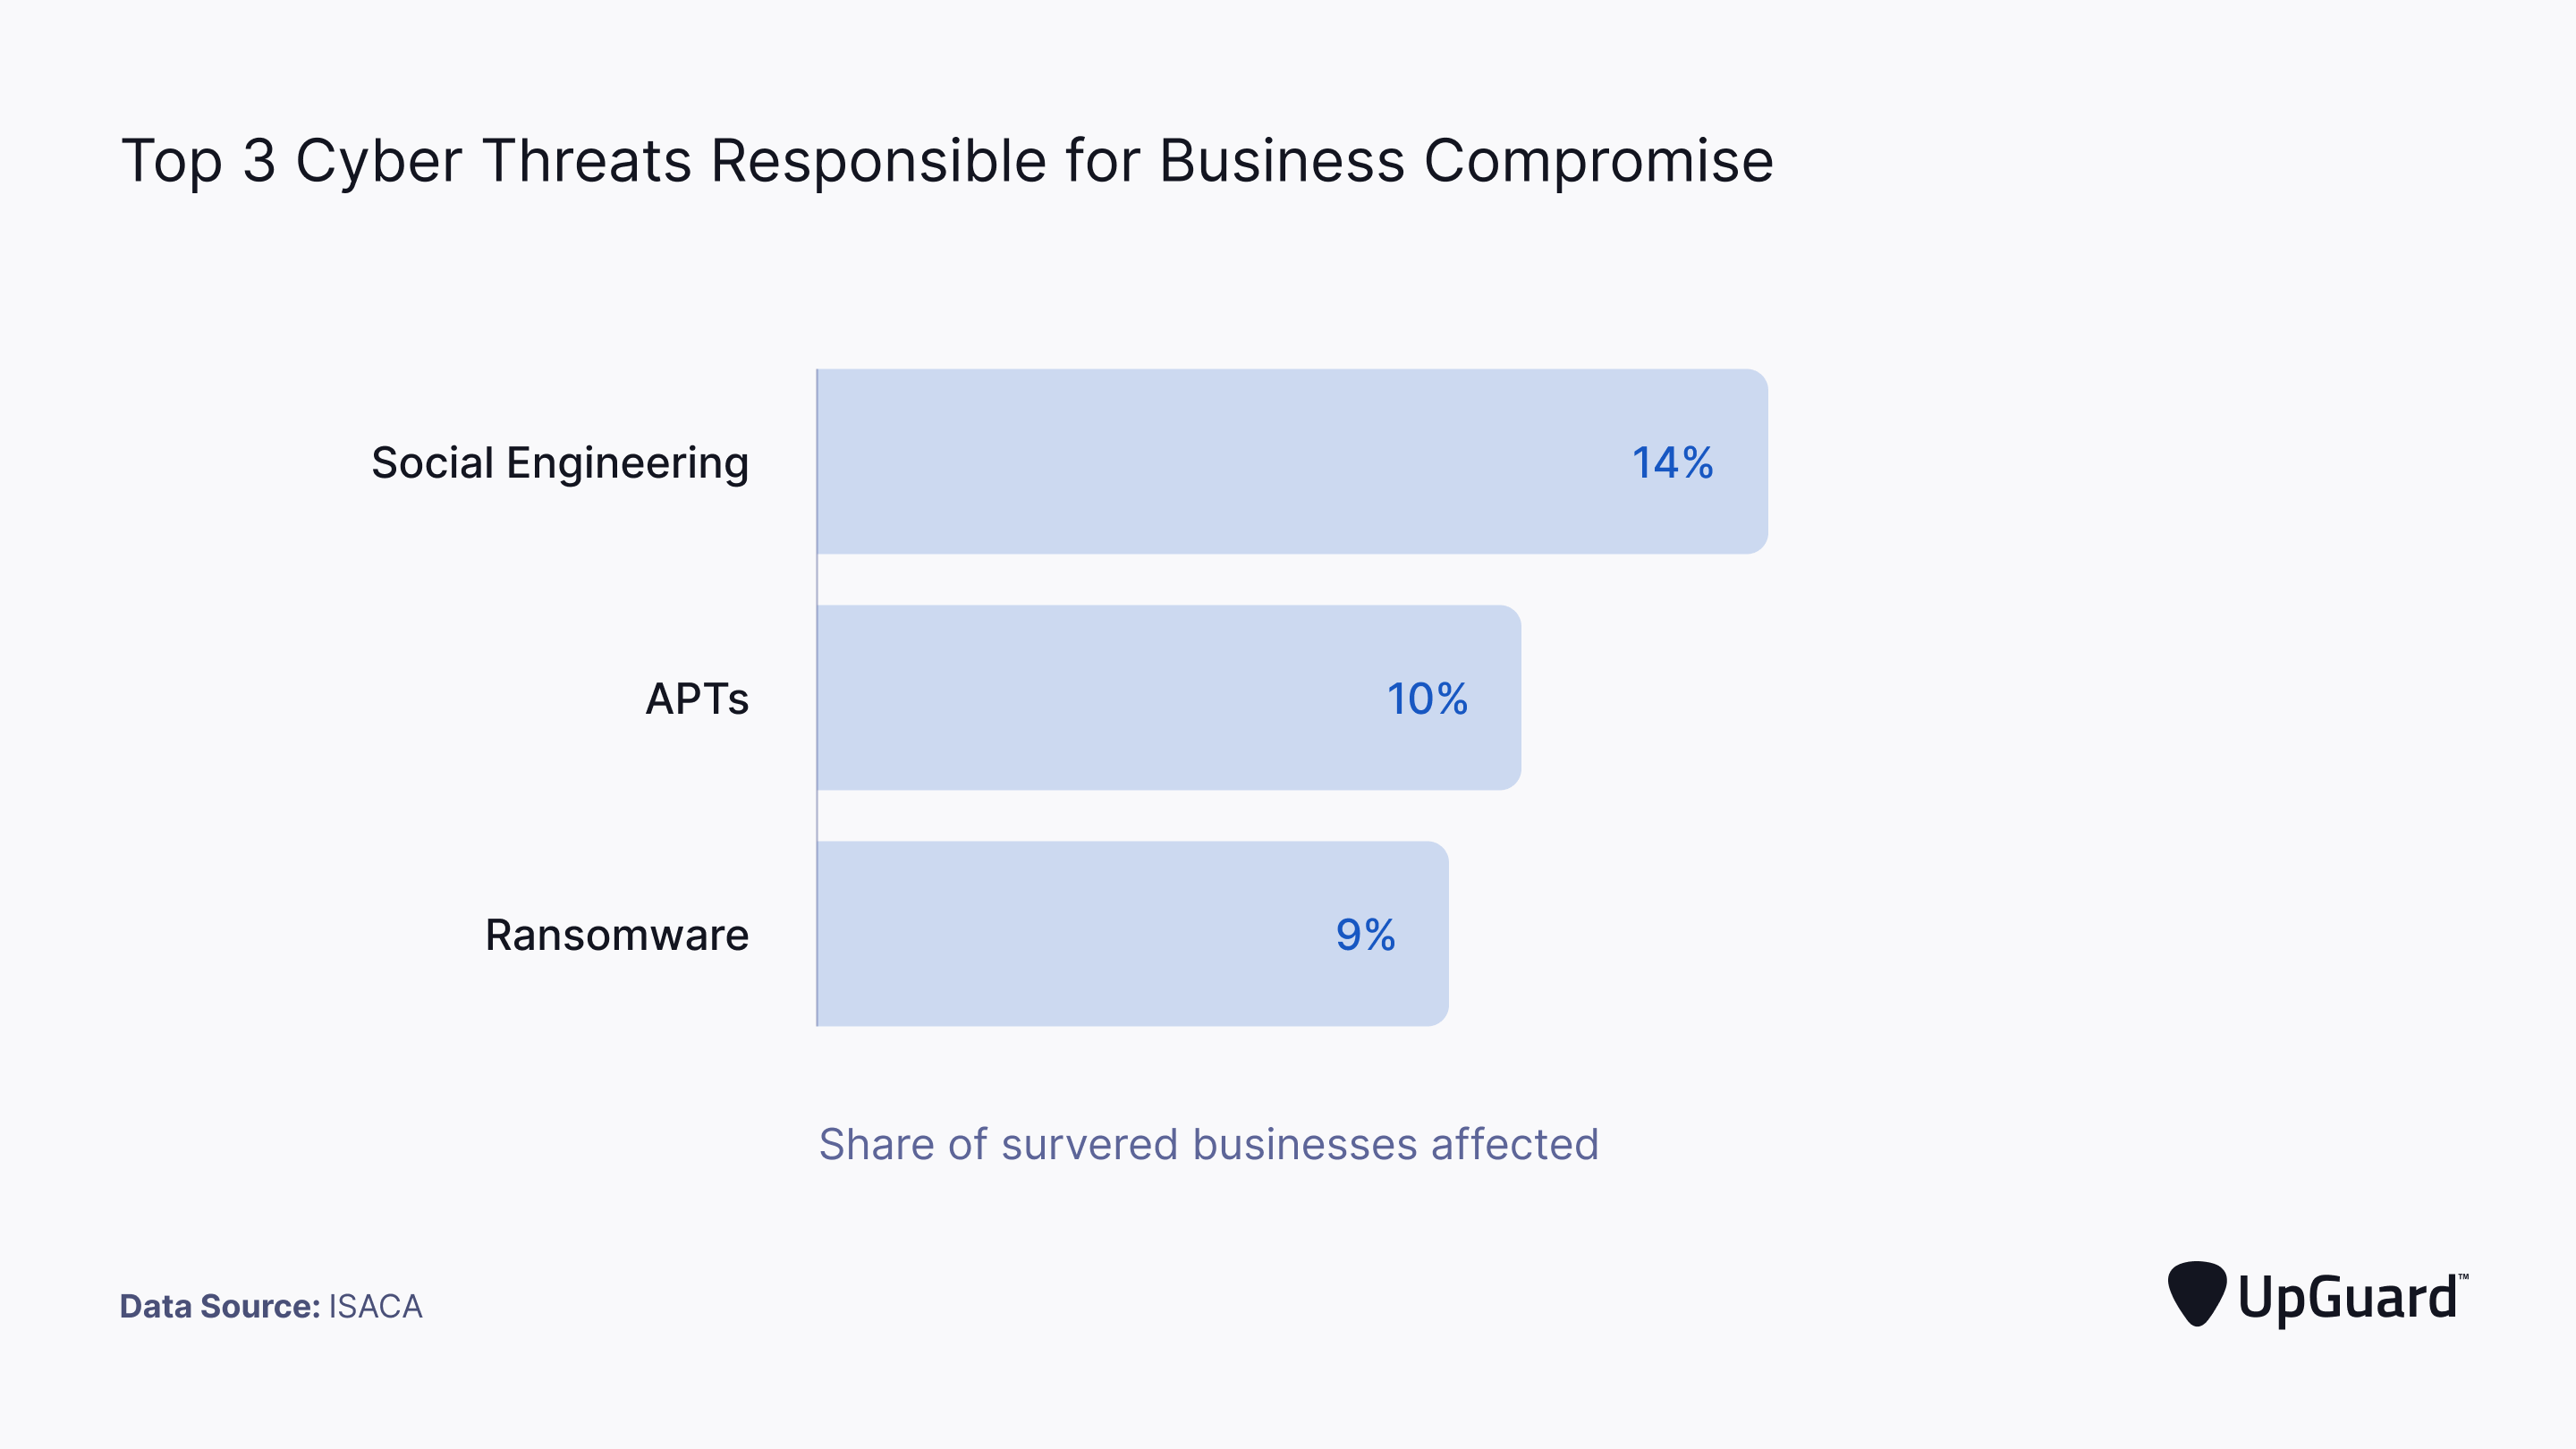 Top 3 Cyber Threats Responsible for Business Compromise
Social Engineering
14%
APTs
10%
Ransomware
9%
Share of survered businesses affected
Data Source: ISACA
UpGuard™